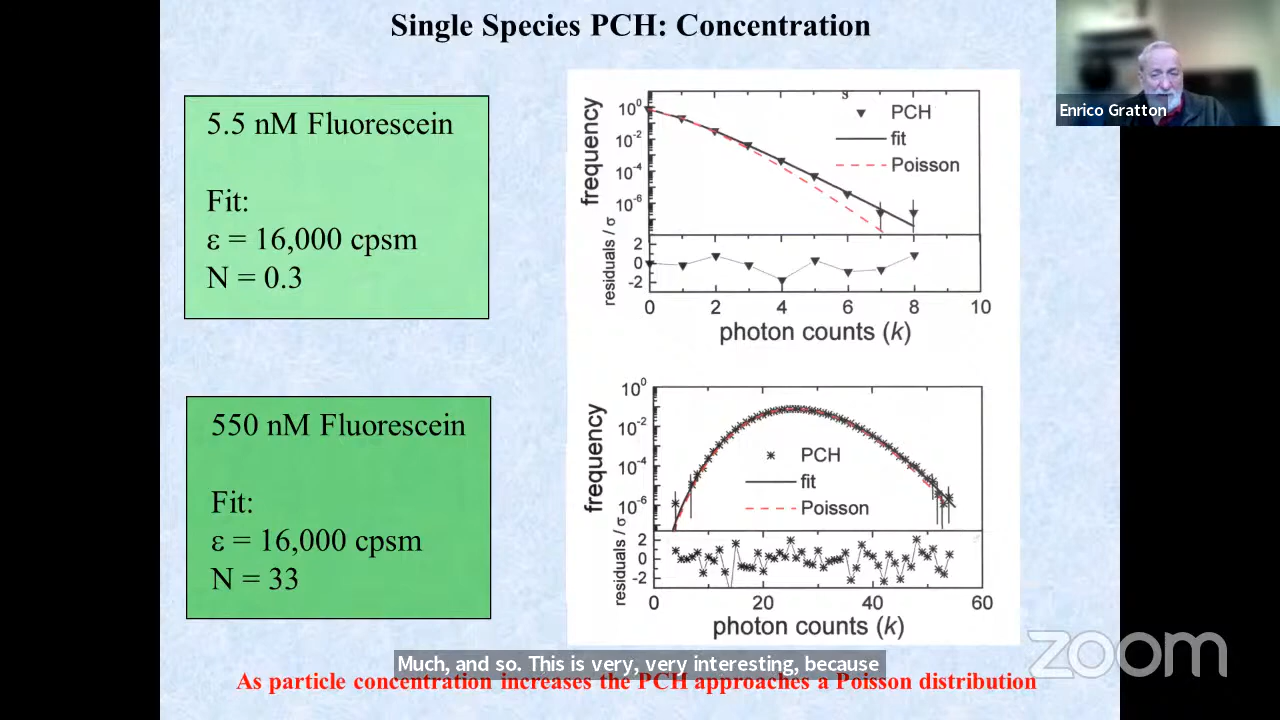 Single Species PCH: Concentration
Enrico Gratton
5.5 nM Fluorescein
Fit:
ε = 16,000 cpsm
N = 0.3
frequency
10⁰
10⁻²
10⁻⁴
10⁻⁶
s
PCH
fit
Poisson
residuals / σ
2
0
-2
0 2 4 6 8 10
photon counts (k)
550 nM Fluorescein
Fit:
ε = 16,000 cpsm
N = 33
frequency
10⁰
10⁻²
10⁻⁴
10⁻⁶
PCH
fit
Poisson
residuals / σ
2
0
-2
0 20 40 60
photon counts (k)
zoom
Much, and so. This is very, very interesting, because
As particle concentration increases the PCH approaches a Poisson distribution